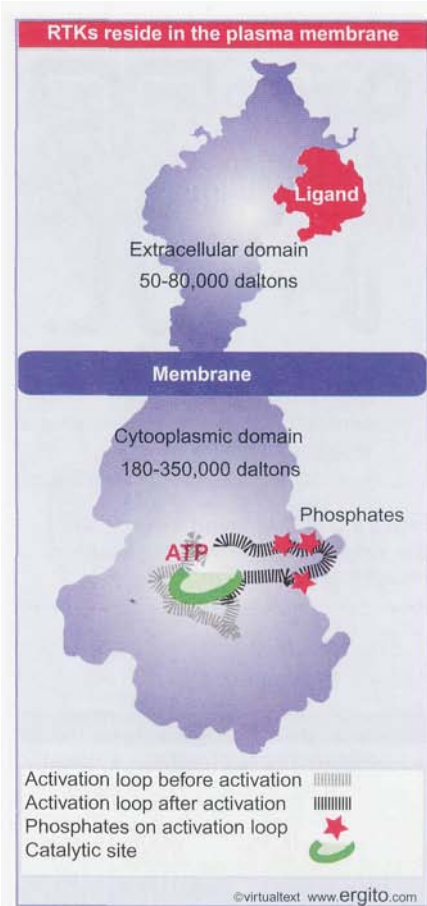 RTKs reside in the plasma membrane
Ligand
Extracellular domain
50-80,000 daltons
Membrane
Cytooplasmic domain
180-350,000 daltons
Phosphates
ATP
Activation loop before activation
Activation loop after activation
Phosphates on activation loop
Catalytic site
©virtualtext www.ergito.com